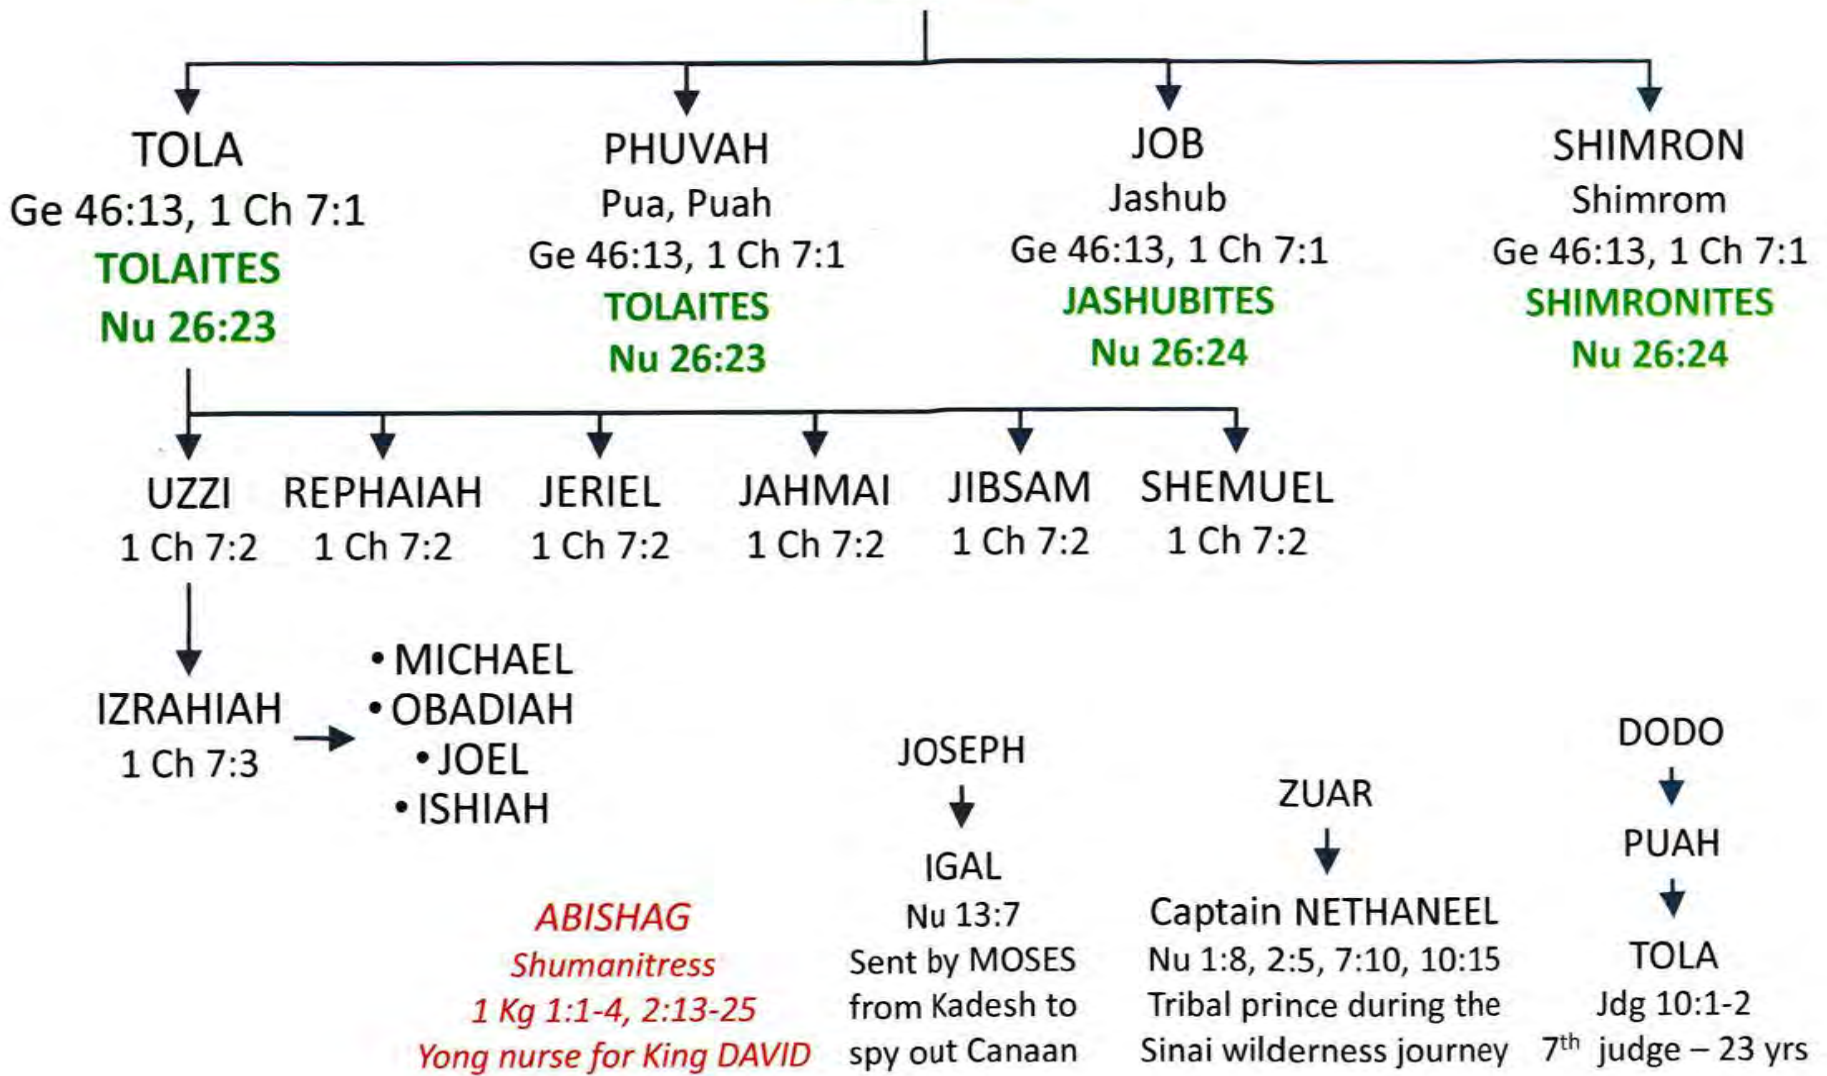 TOLA
Ge 46:13, 1 Ch 7:1
TOLAITES
Nu 26:23
PHUVAH
Pua, Puah
Ge 46:13, 1 Ch 7:1
TOLAITES
Nu 26:23
JOB
Jashub
Ge 46:13, 1 Ch 7:1
JASHUBITES
Nu 26:24
SHIMRON
Shimrom
Ge 46:13, 1 Ch 7:1
SHIMRONITES
Nu 26:24
UZZI
1 Ch 7:2
REPHAIAH
1 Ch 7:2
JERIEL
1 Ch 7:2
JAHMAI
1 Ch 7:2
JIBSAM
1 Ch 7:2
SHEMUEL
1 Ch 7:2
IZRAHIAH
1 Ch 7:3
• MICHAEL
• OBADIAH
• JOEL
• ISHIAH
ABISHAG
Shumanitress
1 Kg 1:1-4, 2:13-25
Yong nurse for King DAVID
JOSEPH
IGAL
Nu 13:7
Sent by MOSES
from Kadesh to
spy out Canaan
ZUAR
Captain NETHANEEL
Nu 1:8, 2:5, 7:10, 10:15
Tribal prince during the
Sinai wilderness journey
DODO
PUAH
TOLA
Jdg 10:1-2
7th judge – 23 yrs